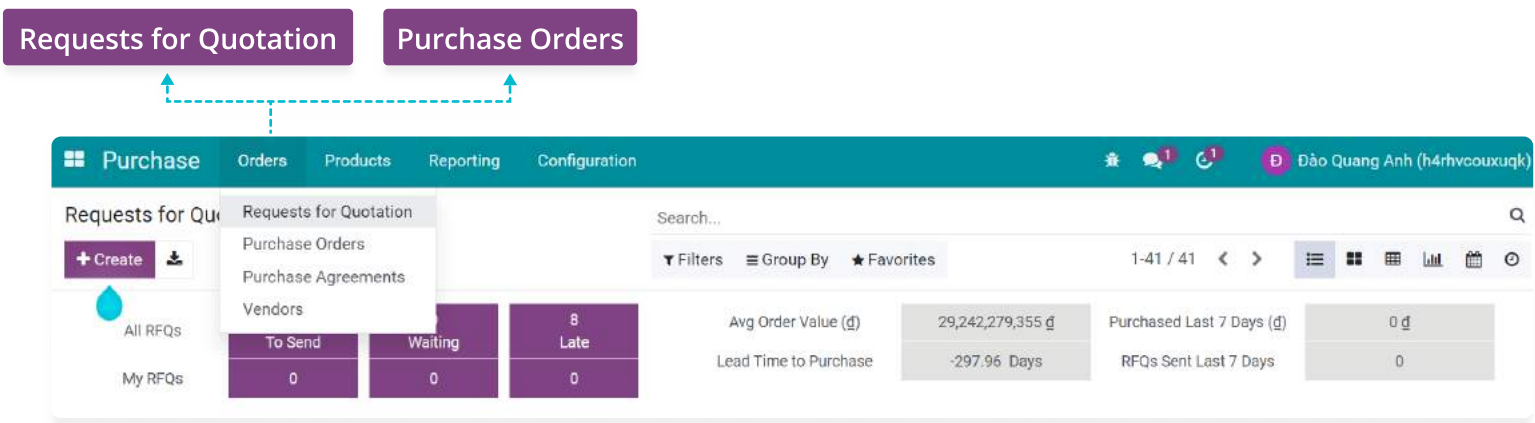 Requests for Quotation Purchase Orders
Purchase Orders Products Reporting Configuration 1 1 Đ Đào Quang Anh (h4rhvcouxuqk)
Requests for Qu
Requests for Quotation
Purchase Orders
Purchase Agreements
Vendors
Search...
Create
Filters Group By Favorites 1-41 / 41
All RFQs To Send Waiting 8 Late
My RFQs 0 0 0
Avg Order Value (₫) 29,242,279,355 ₫ Purchased Last 7 Days (₫) 0 ₫
Lead Time to Purchase -297.96 Days RFQs Sent Last 7 Days 0